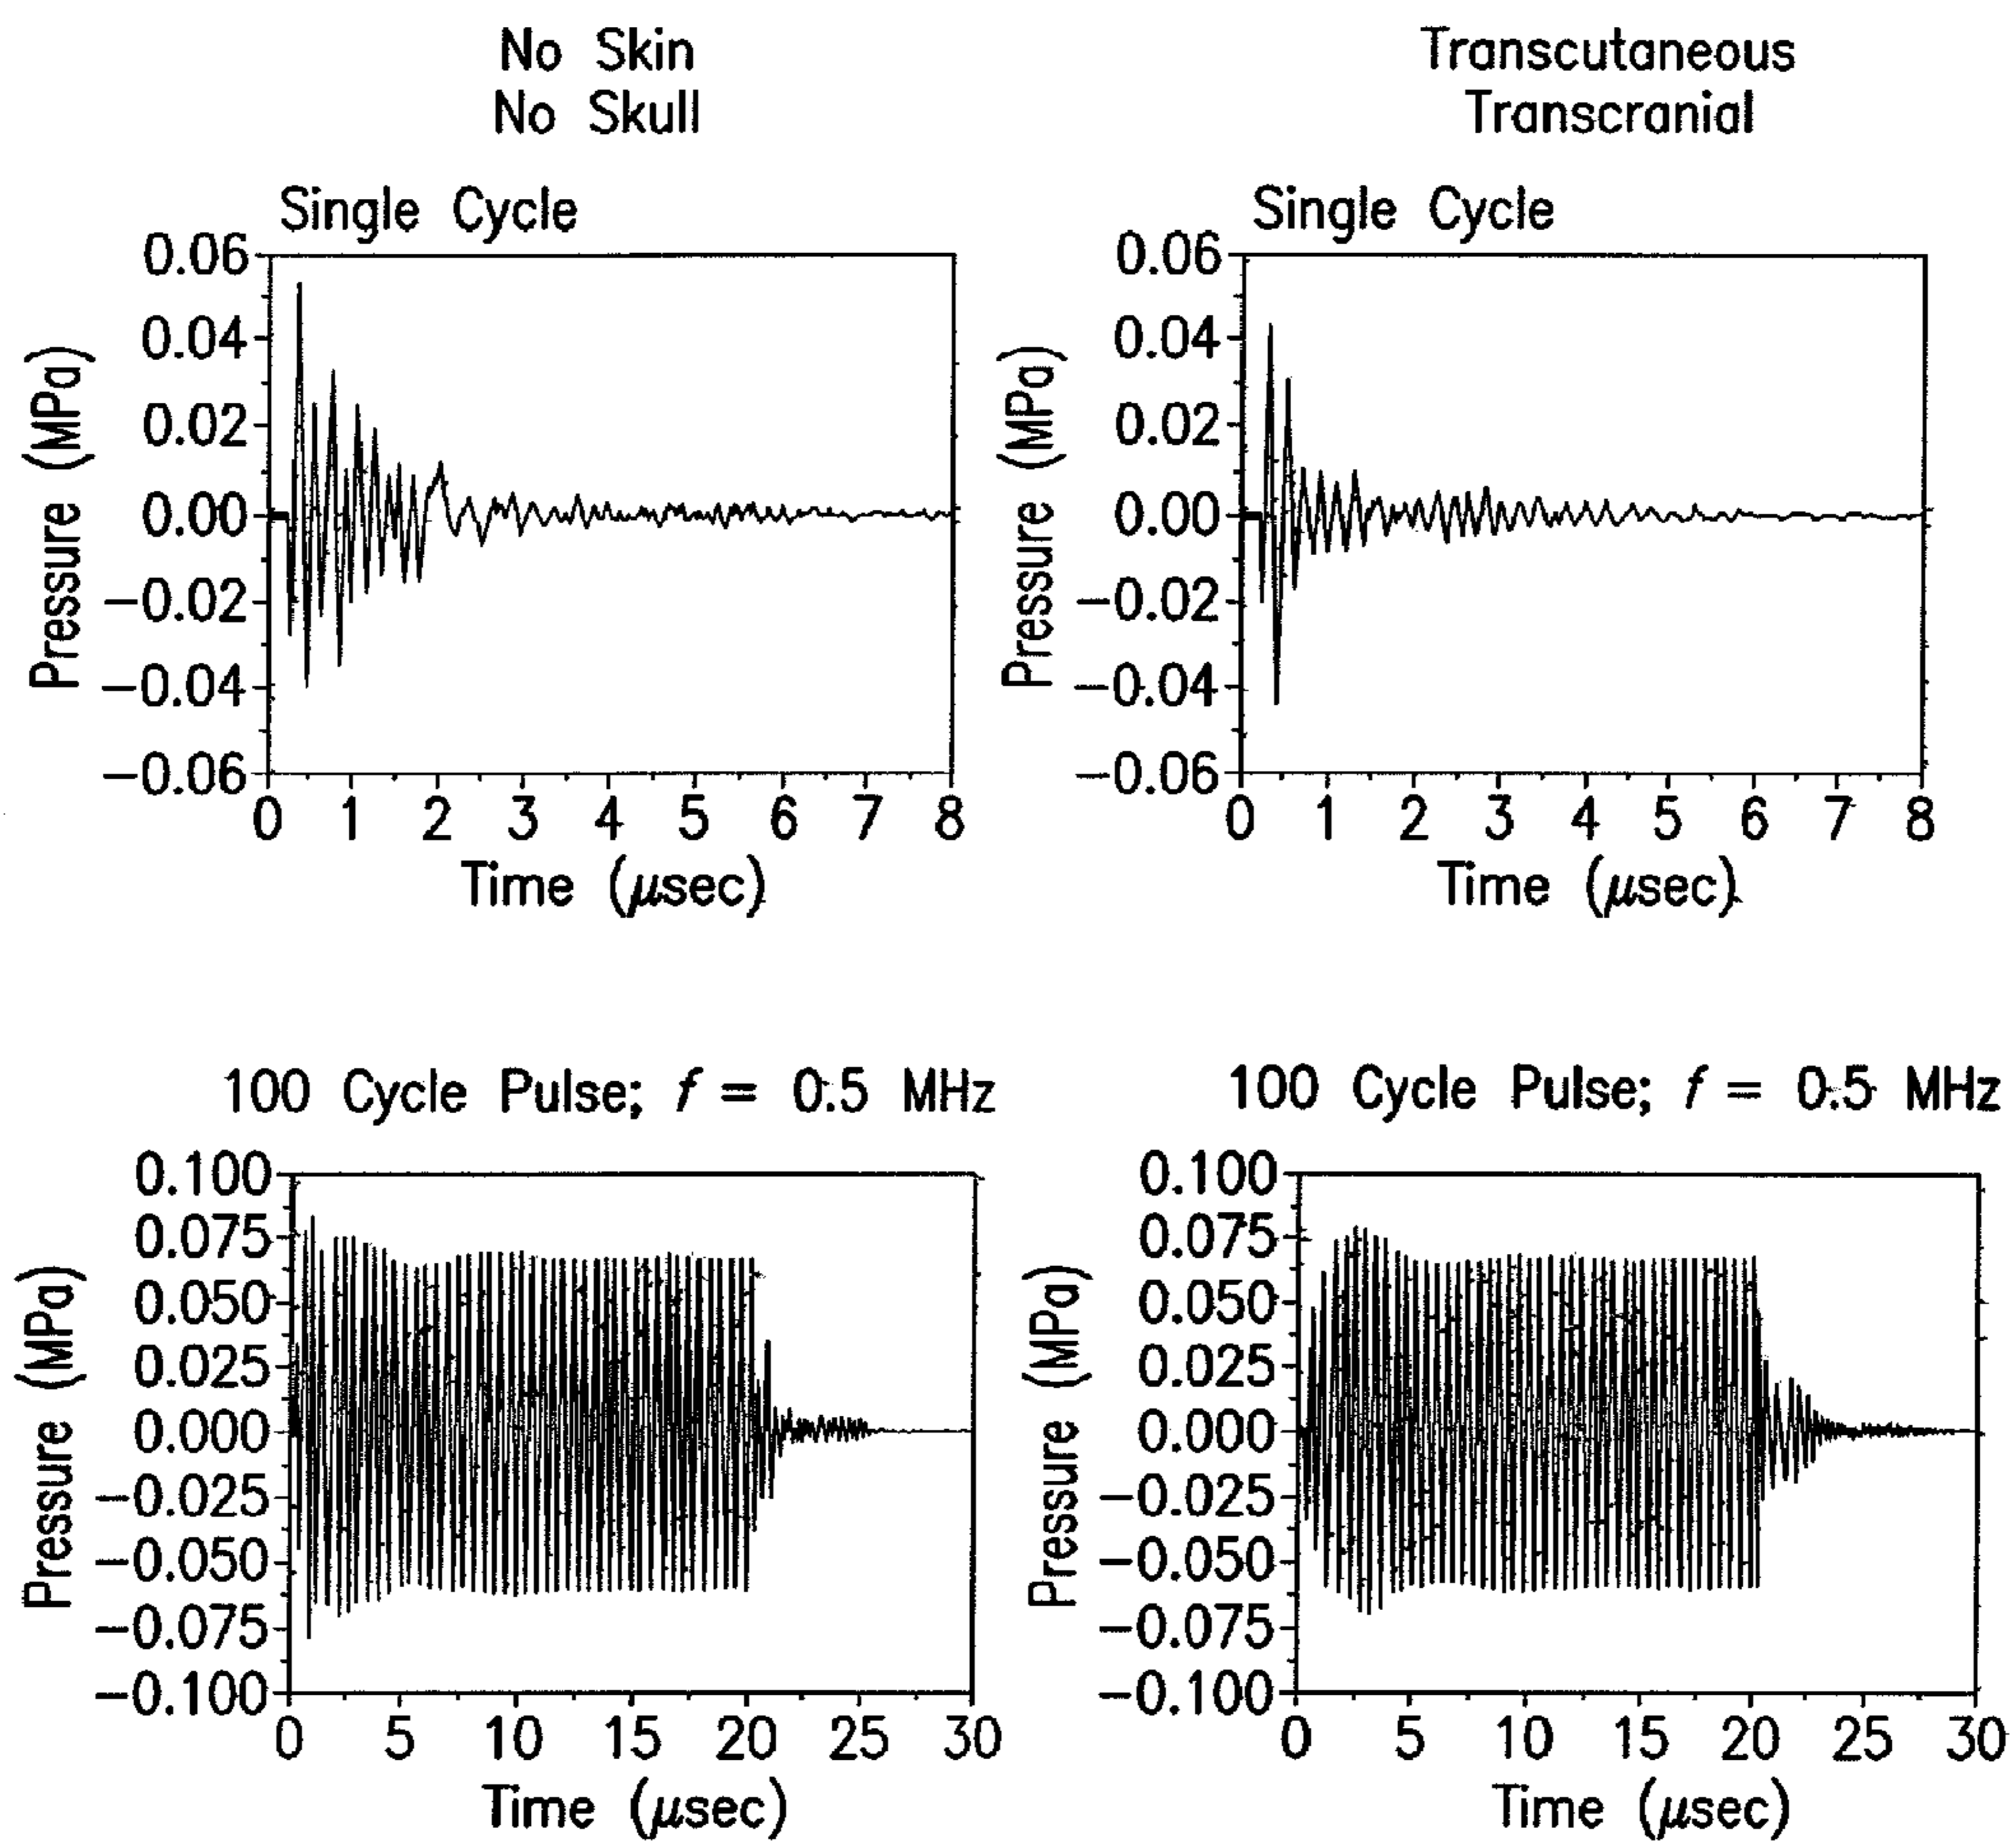 No Skin
No Skull
Transcutaneous
Transcranial
Single Cycle
0.06
0.04
0.02
0.00
−0.02
−0.04
−0.06
Pressure (MPa)
0 1 2 3 4 5 6 7 8
Time (μsec)
Single Cycle
0.06
0.04
0.02
0.00
−0.02
−0.04
−0.06
Pressure (MPa)
0 1 2 3 4 5 6 7 8
Time (μsec)
100 Cycle Pulse; f = 0.5 MHz
0.100
0.075
0.050
0.025
0.000
−0.025
−0.050
−0.075
−0.100
Pressure (MPa)
0 5 10 15 20 25 30
Time (μsec)
100 Cycle Pulse; f = 0.5 MHz
0.100
0.075
0.050
0.025
0.000
−0.025
−0.050
−0.075
−0.100
Pressure (MPa)
0 5 10 15 20 25 30
Time (μsec)